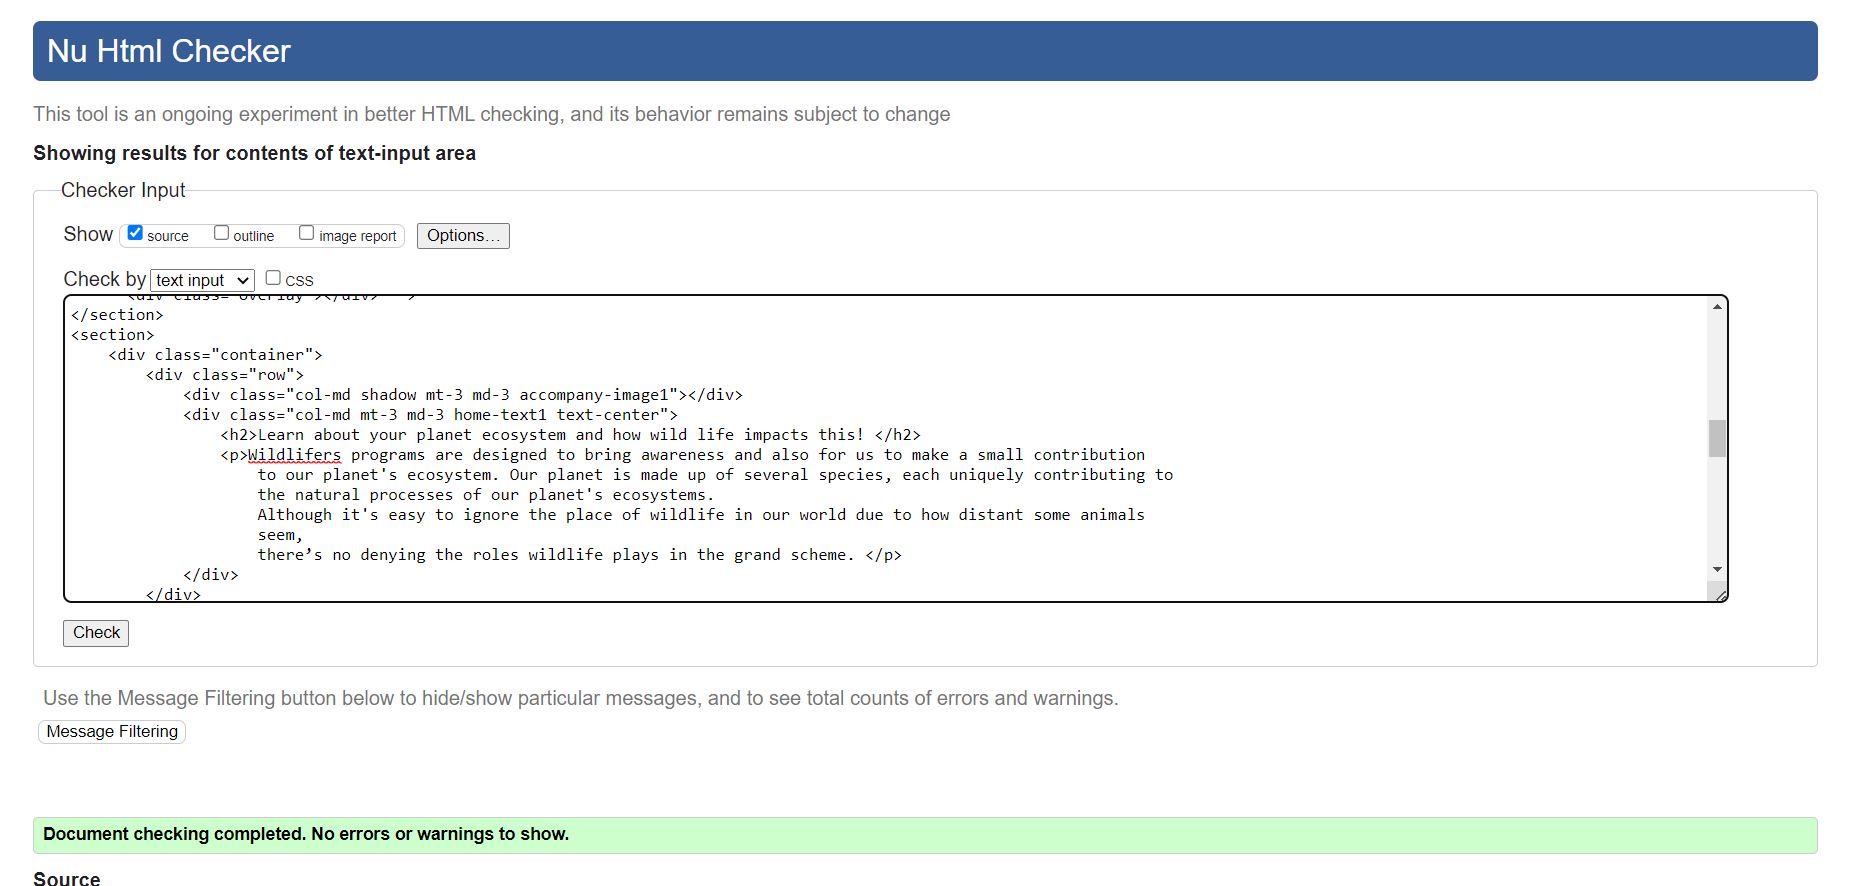 Nu Html Checker
This tool is an ongoing experiment in better HTML checking, and its behavior remains subject to change
Showing results for contents of text-input area
Checker Input
Show source outline image report Options...
Check by text input CSS
<div class="overlay"></div> -->
</section>
<section>
<div class="container">
<div class="row">
<div class="col-md shadow mt-3 md-3 accompany-image1"></div>
<div class="col-md mt-3 md-3 home-text1 text-center">
<h2>Learn about your planet ecosystem and how wild life impacts this! </h2>
<p>Wildlifers programs are designed to bring awareness and also for us to make a small contribution
to our planet's ecosystem. Our planet is made up of several species, each uniquely contributing to
the natural processes of our planet's ecosystems.
Although it's easy to ignore the place of wildlife in our world due to how distant some animals
seem,
there’s no denying the roles wildlife plays in the grand scheme. </p>
</div>
</div>
Check
Use the Message Filtering button below to hide/show particular messages, and to see total counts of errors and warnings.
Message Filtering
Document checking completed. No errors or warnings to show.
Source